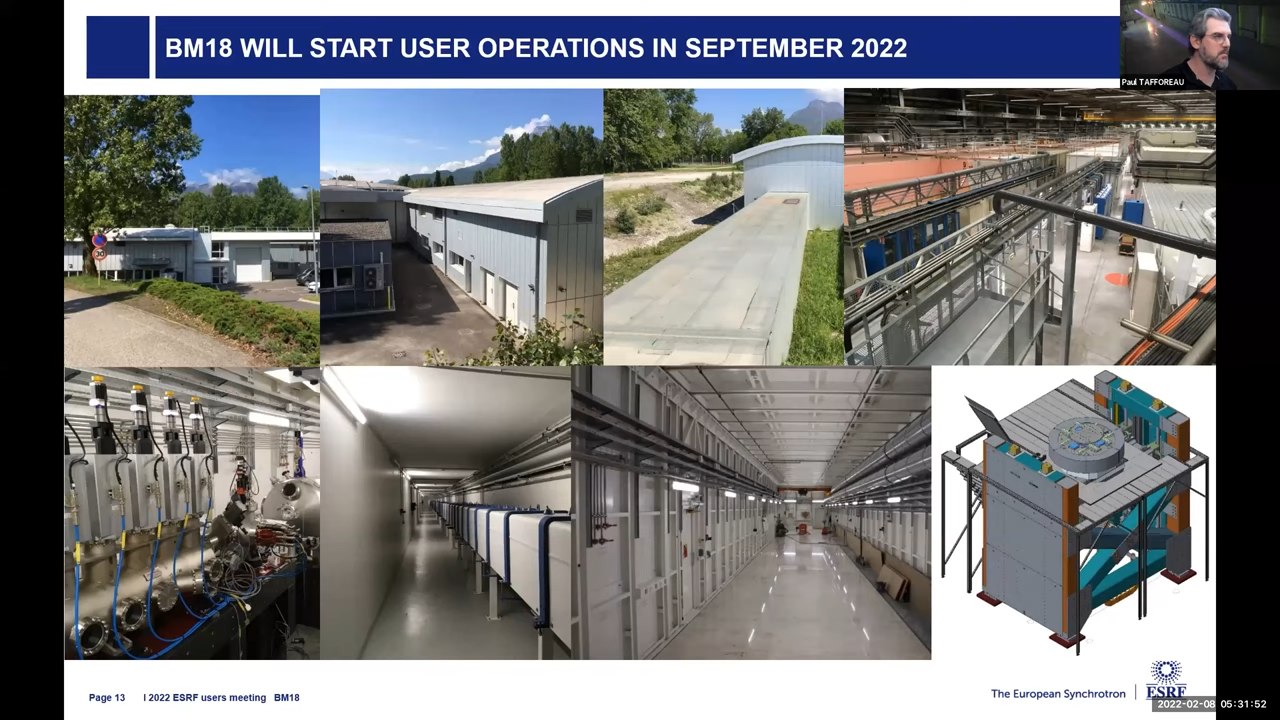 BM18 WILL START USER OPERATIONS IN SEPTEMBER 2022
Paul TAFFOREAU
Page 13 l 2022 ESRF users meeting BM18
The European Synchrotron
ESRF
2022-02-08 05:31:52